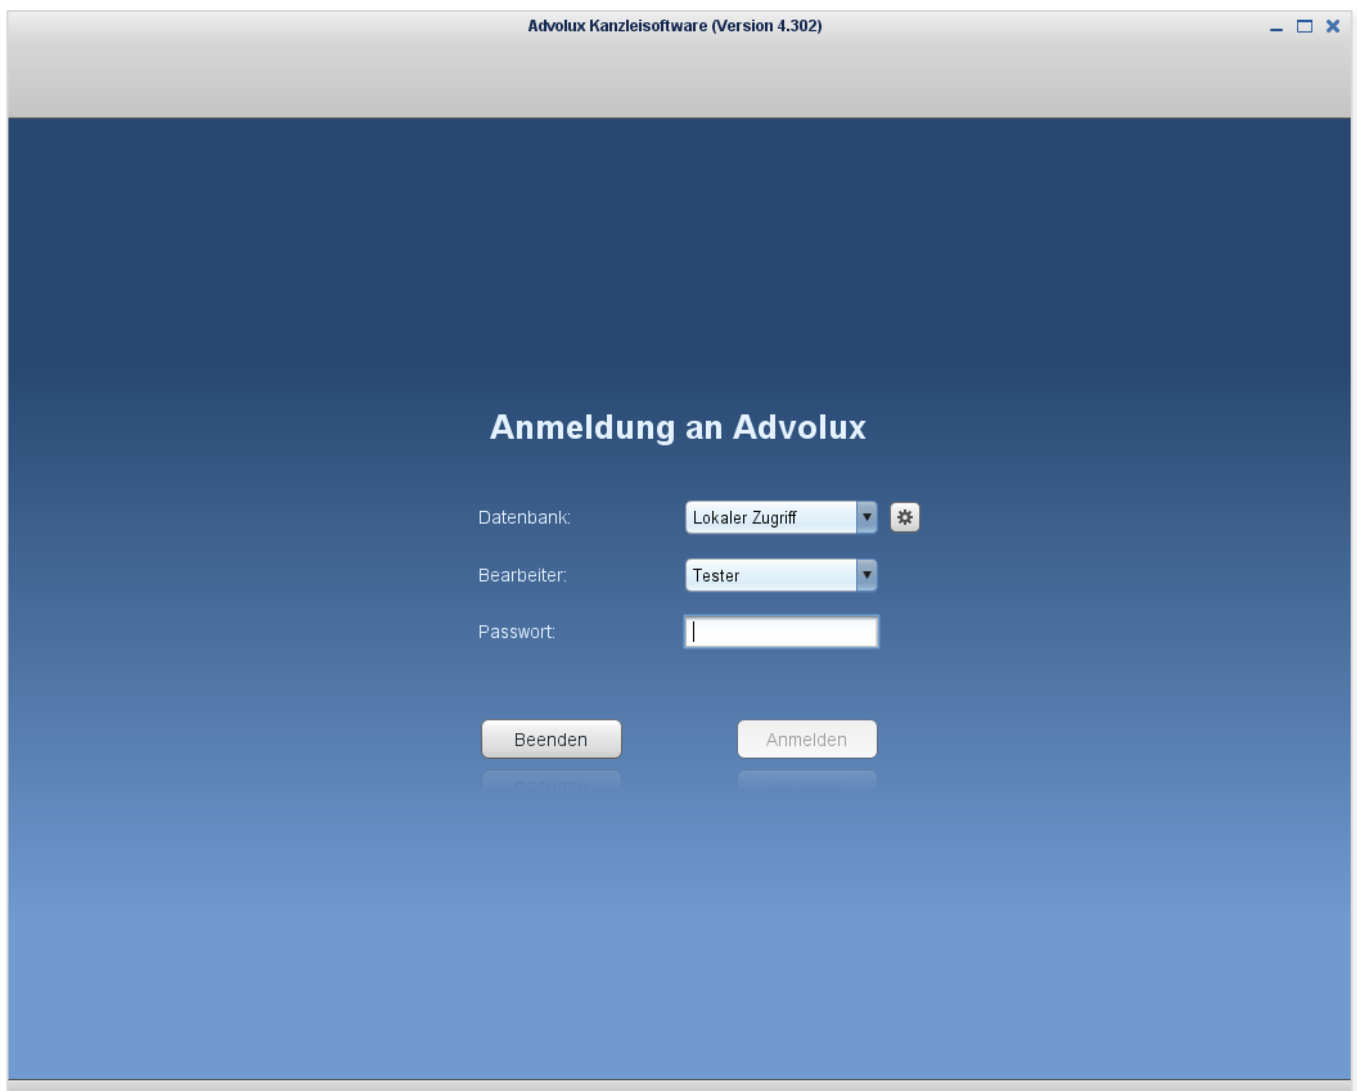 Advolux Kanzleisoftware (Version 4.302)
Anmeldung an Advolux
Datenbank: Lokaler Zugriff
Bearbeiter: Tester
Passwort:
Beenden Anmelden